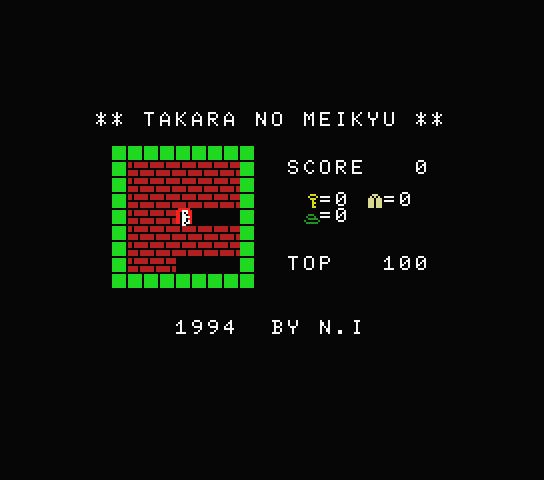 ** TAKARA NO MEIKYU **
SCORE 0
=0 =0
=0
TOP 100
1994 BY N.I